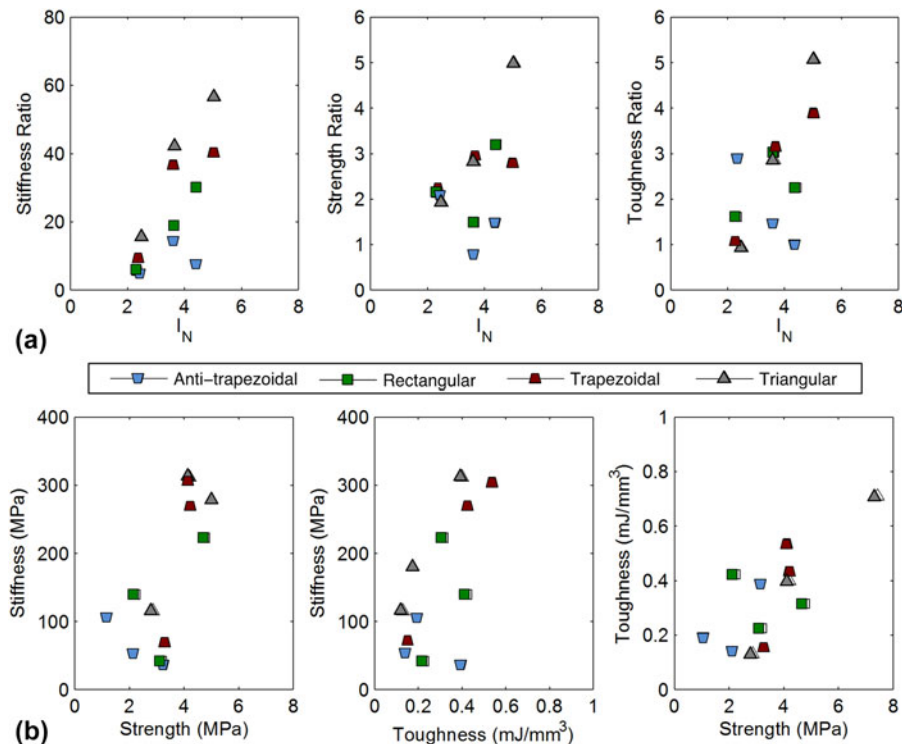 80
60
40
20
0
Stiffness Ratio
0 2 4 6 8
I_N
6
5
4
3
2
1
0
Strength Ratio
0 2 4 6 8
I_N
6
5
4
3
2
1
0
Toughness Ratio
0 2 4 6 8
I_N
(a)
Anti-trapezoidal Rectangular Trapezoidal Triangular
400
300
200
100
0
Stiffness (MPa)
0 2 4 6 8
Strength (MPa)
400
300
200
100
0
Stiffness (MPa)
0 0.2 0.4 0.6 0.8 1
Toughness (mJ/mm³)
1
0.8
0.6
0.4
0.2
0
Toughness (mJ/mm³)
0 2 4 6 8
Strength (MPa)
(b)